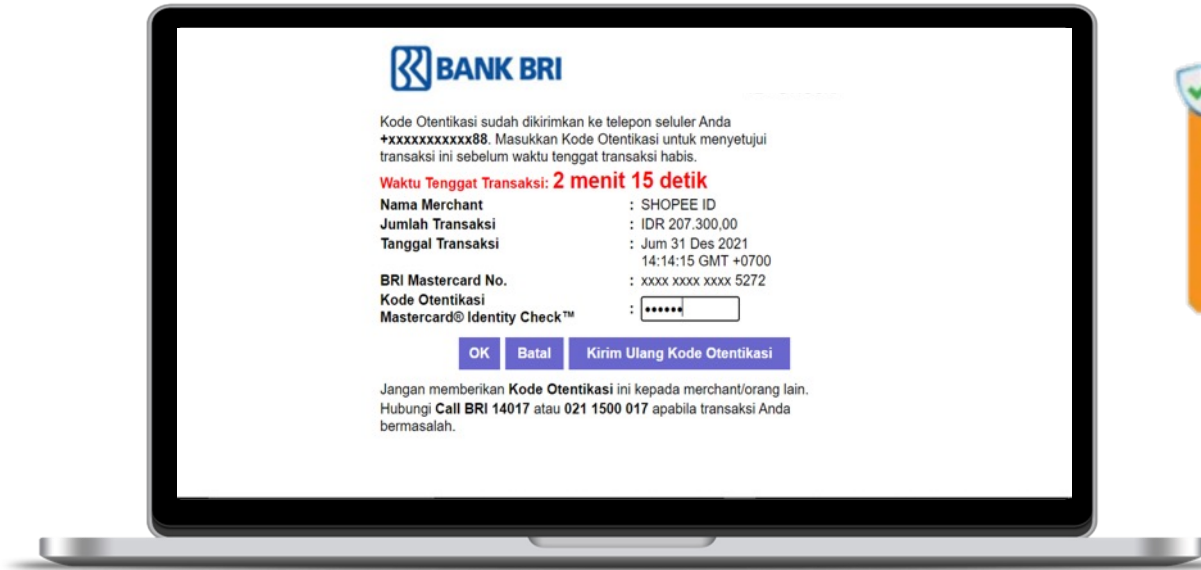 BANK BRI
Kode Otentikasi sudah dikirimkan ke telepon seluler Anda
+xxxxxxxxxxx88. Masukkan Kode Otentikasi untuk menyetujui
transaksi ini sebelum waktu tenggat transaksi habis.
Waktu Tenggat Transaksi: 2 menit 15 detik
Nama Merchant : SHOPEE ID
Jumlah Transaksi : IDR 207.300,00
Tanggal Transaksi : Jum 31 Des 2021
14:14:15 GMT +0700
BRI Mastercard No. : xxxx xxxx xxxx 5272
Kode Otentikasi
Mastercard® Identity Check™ : ••••••
OK Batal Kirim Ulang Kode Otentikasi
Jangan memberikan Kode Otentikasi ini kepada merchant/orang lain.
Hubungi Call BRI 14017 atau 021 1500 017 apabila transaksi Anda
bermasalah.